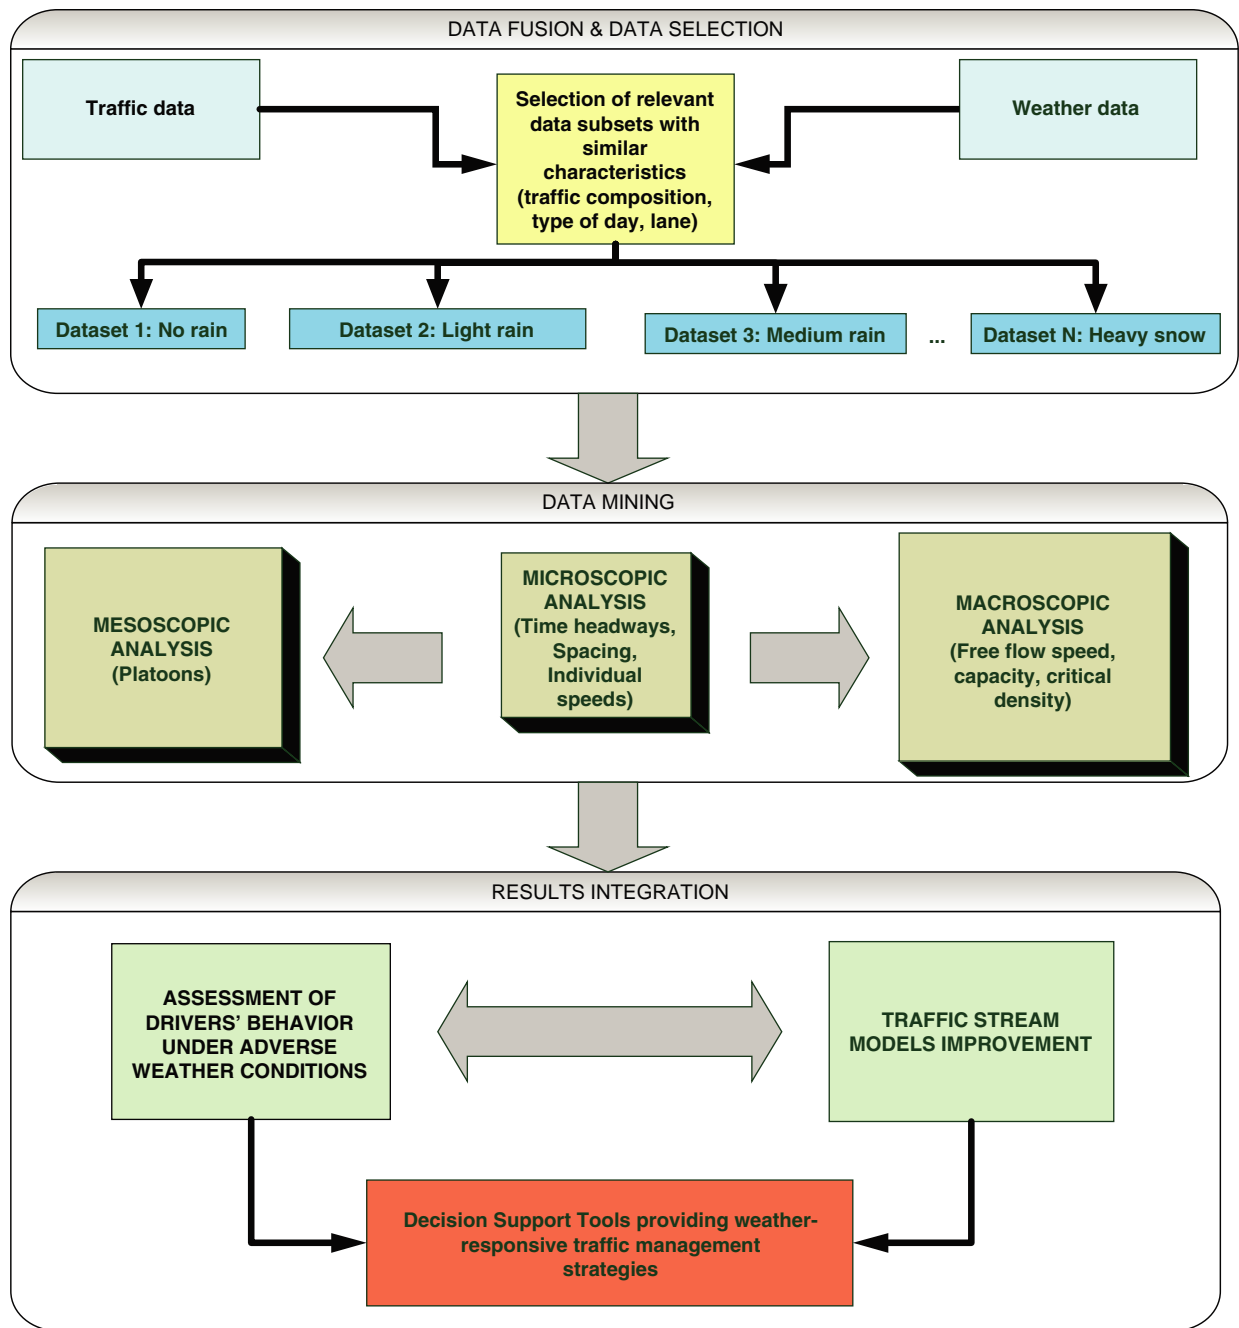 DATA FUSION & DATA SELECTION
Traffic data
Selection of relevant
data subsets with
similar
characteristics
(traffic composition,
type of day, lane)
Weather data
Dataset 1: No rain
Dataset 2: Light rain
Dataset 3: Medium rain
...
Dataset N: Heavy snow
DATA MINING
MESOSCOPIC
ANALYSIS
(Platoons)
MICROSCOPIC
ANALYSIS
(Time headways,
Spacing,
Individual
speeds)
MACROSCOPIC
ANALYSIS
(Free flow speed,
capacity, critical
density)
RESULTS INTEGRATION
ASSESSMENT OF
DRIVERS’ BEHAVIOR
UNDER ADVERSE
WEATHER CONDITIONS
TRAFFIC STREAM
MODELS IMPROVEMENT
Decision Support Tools providing weather-
responsive traffic management
strategies